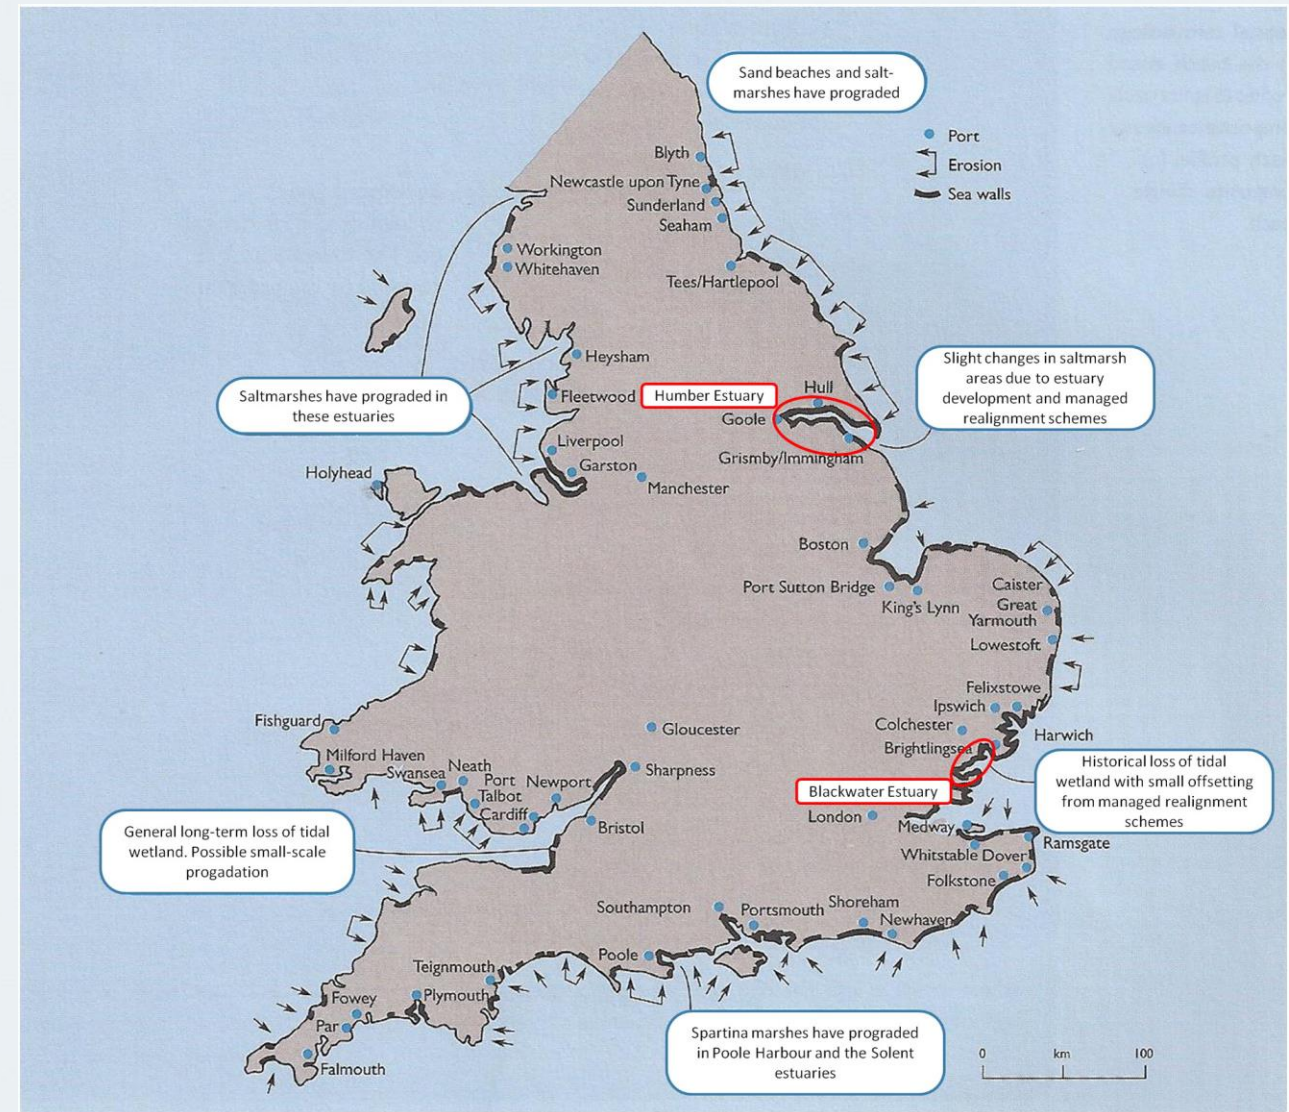 Sand beaches and salt-
marshes have prograded
Port
Erosion
Sea walls
Blyth
Newcastle upon Tyne
Sunderland
Seaham
Workington
Whitehaven
Tees/Hartlepool
Heysham
Saltmarshes have prograded in
these estuaries
Fleetwood
Humber Estuary
Hull
Goole
Slight changes in saltmarsh
areas due to estuary
development and managed
realignment schemes
Liverpool
Garston
Grismby/Immingham
Holyhead
Manchester
Boston
Port Sutton Bridge
King's Lynn
Caister
Great
Yarmouth
Lowestoft
Felixstowe
Ipswich
Fishguard
Gloucester
Colchester
Harwich
Brightlingsea
Milford Haven
Swansea
Neath
Port
Talbot
Newport
Cardiff
Sharpness
Blackwater Estuary
Historical loss of tidal
wetland with small offsetting
from managed realignment
schemes
London
Medway
Bristol
General long-term loss of tidal
wetland. Possible small-scale
progadation
Ramsgate
Whitstable
Dover
Folkstone
Southampton
Portsmouth
Shoreham
Newhaven
Poole
Teignmouth
Plymouth
Fowey
Par
Falmouth
Spartina marshes have prograded
in Poole Harbour and the Solent
estuaries
0 km 100